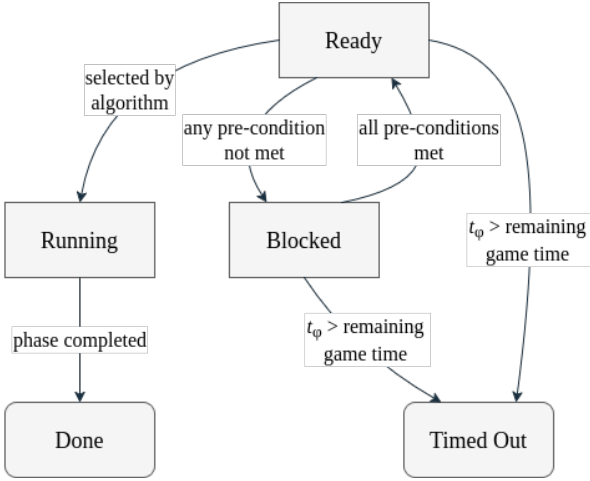 Ready
selected by
algorithm
any pre-condition
not met
all pre-conditions
met
tφ > remaining
game time
Running
Blocked
phase completed
tφ > remaining
game time
Done
Timed Out